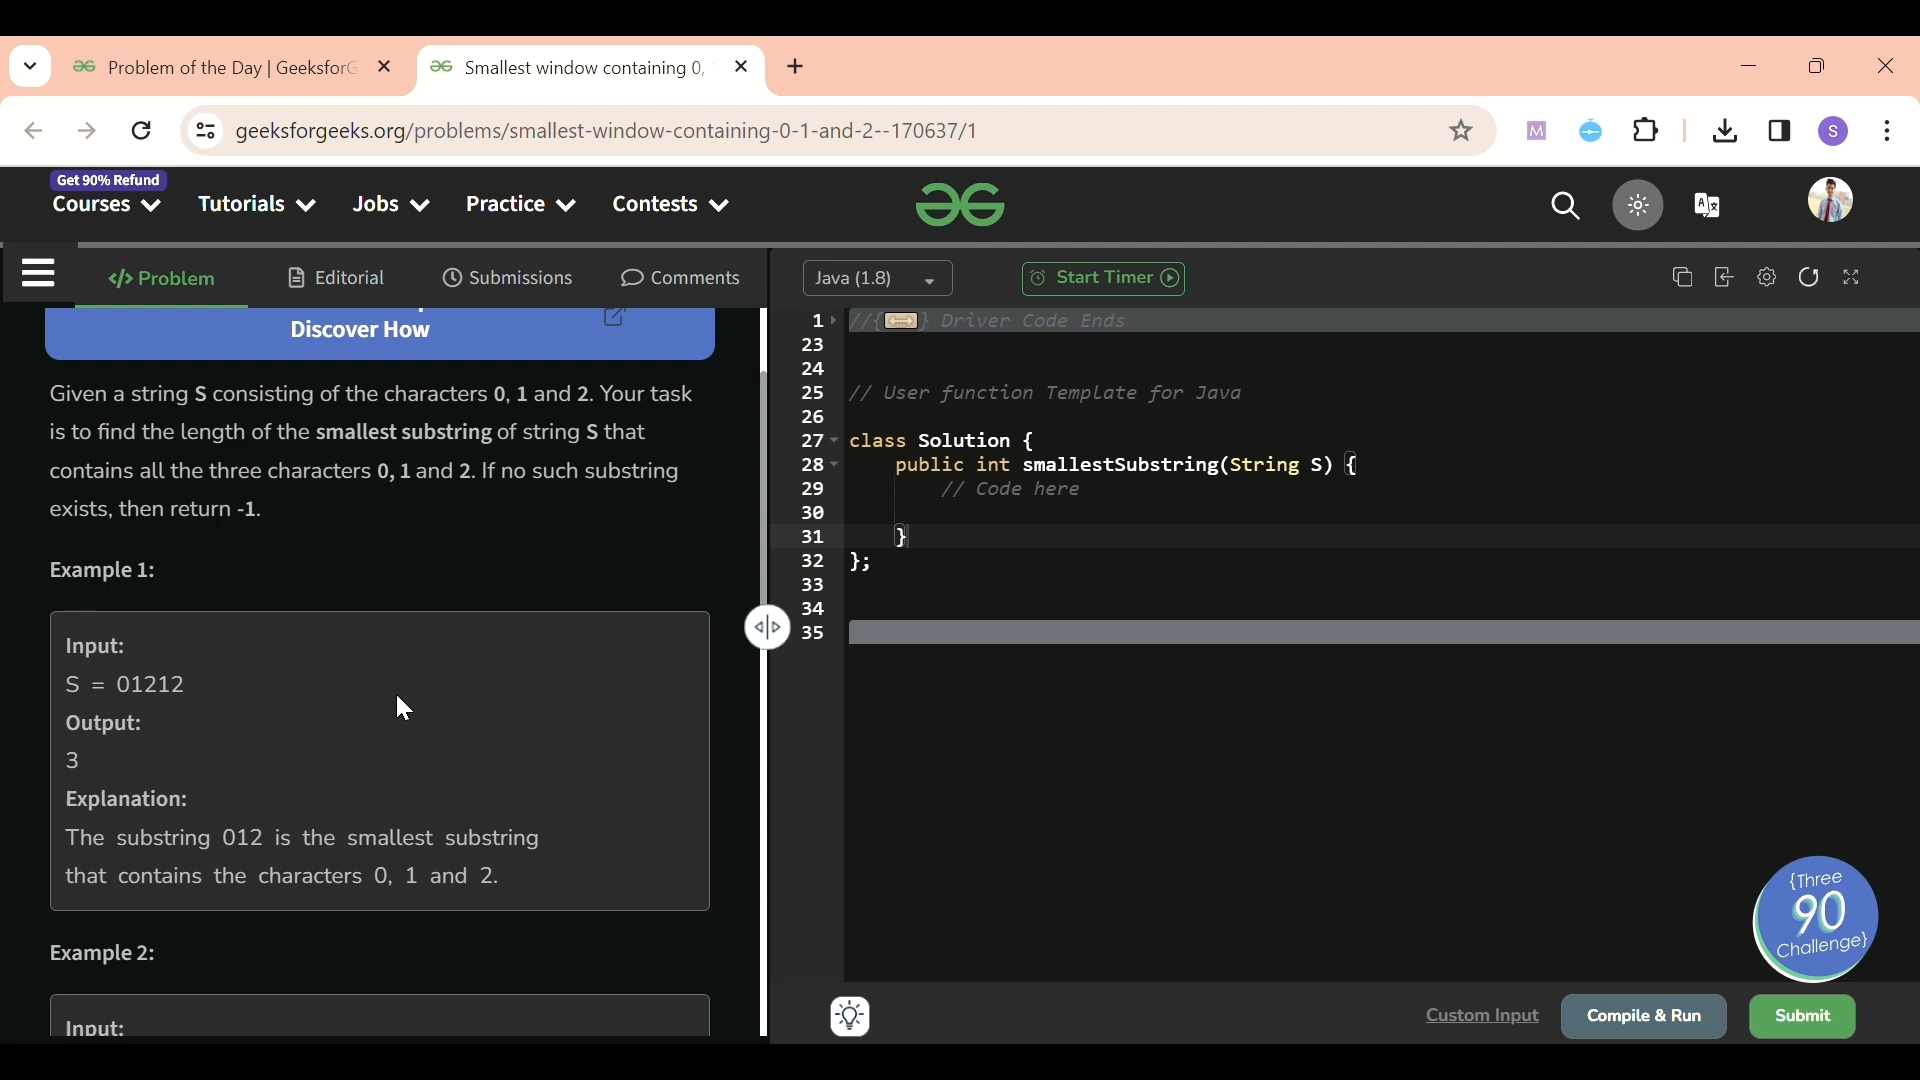 Problem of the Day | GeeksforG
Smallest window containing 0,
geeksforgeeks.org/problems/smallest-window-containing-0-1-and-2--170637/1
M
S
Get 90% Refund
Courses
Tutorials
Jobs
Practice
Contests
</> Problem
Editorial
Submissions
Comments
Java (1.8)
Start Timer
Discover How
Given a string S consisting of the characters 0, 1 and 2. Your task
is to find the length of the smallest substring of string S that
contains all the three characters 0, 1 and 2. If no such substring
exists, then return -1.
Example 1:
Input:
S = 01212
Output:
3
Explanation:
The substring 012 is the smallest substring
that contains the characters 0, 1 and 2.
Example 2:
Input:
1 //{ } Driver Code Ends
23
24
25 // User function Template for Java
26
27 class Solution {
28 public int smallestSubstring(String S) {
29 // Code here
30
31 }
32 };
33
34
35
{Three
90
Challenge}
Custom Input
Compile & Run
Submit